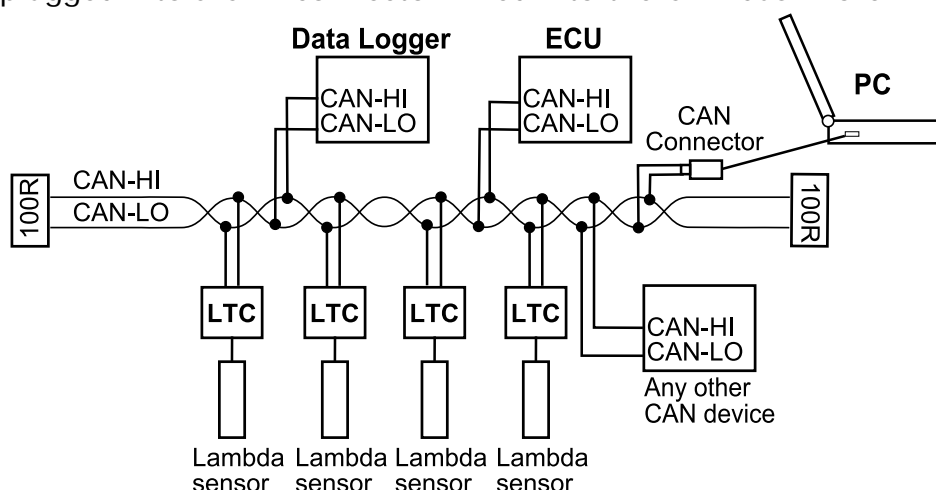 plugged
Data Logger
ECU
PC
CAN-HI
CAN-LO
CAN-HI
CAN-LO
CAN
Connector
100R
CAN-HI
CAN-LO
100R
LTC
LTC
LTC
LTC
CAN-HI
CAN-LO
Any other
CAN device
Lambda Lambda Lambda Lambda
sensor sensor sensor sensor